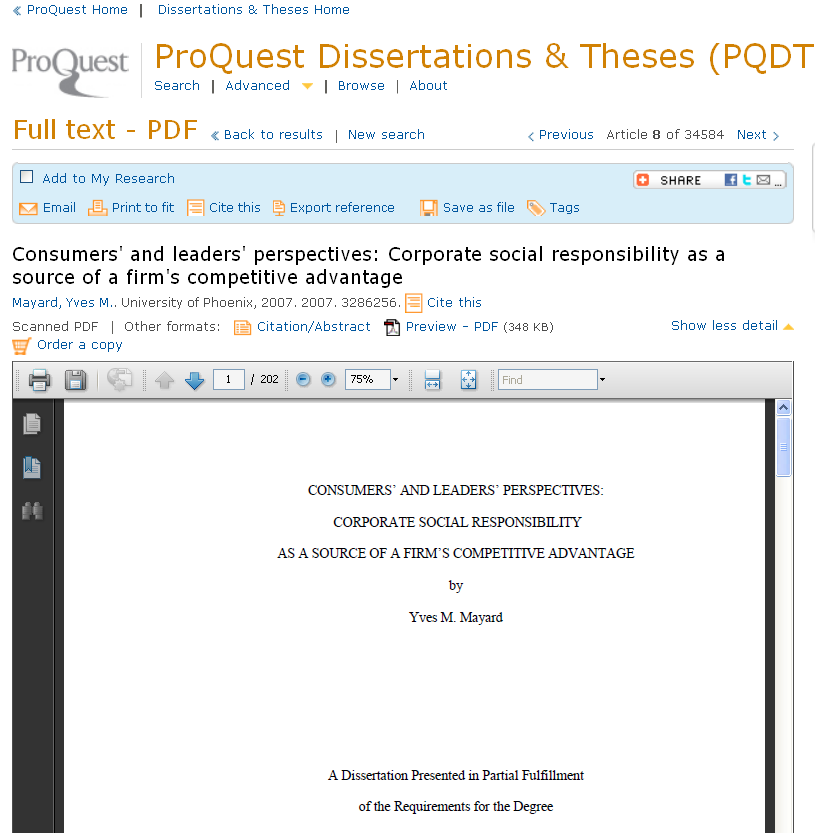 « ProQuest Home | Dissertations & Theses Home
ProQuest
ProQuest Dissertations & Theses (PQDT
Search | Advanced | Browse | About
Full text - PDF « Back to results | New search ‹ Previous Article 8 of 34584 Next ›
Add to My Research SHARE ...
Email Print to fit Cite this Export reference Save as file Tags
Consumers' and leaders' perspectives: Corporate social responsibility as a
source of a firm's competitive advantage
Mayard, Yves M.. University of Phoenix, 2007. 2007. 3286256. Cite this
Scanned PDF | Other formats: Citation/Abstract Preview - PDF (348 KB) Show less detail
Order a copy
1 / 202 75% Find
CONSUMERS' AND LEADERS' PERSPECTIVES:
CORPORATE SOCIAL RESPONSIBILITY
AS A SOURCE OF A FIRM'S COMPETITIVE ADVANTAGE
by
Yves M. Mayard
A Dissertation Presented in Partial Fulfillment
of the Requirements for the Degree